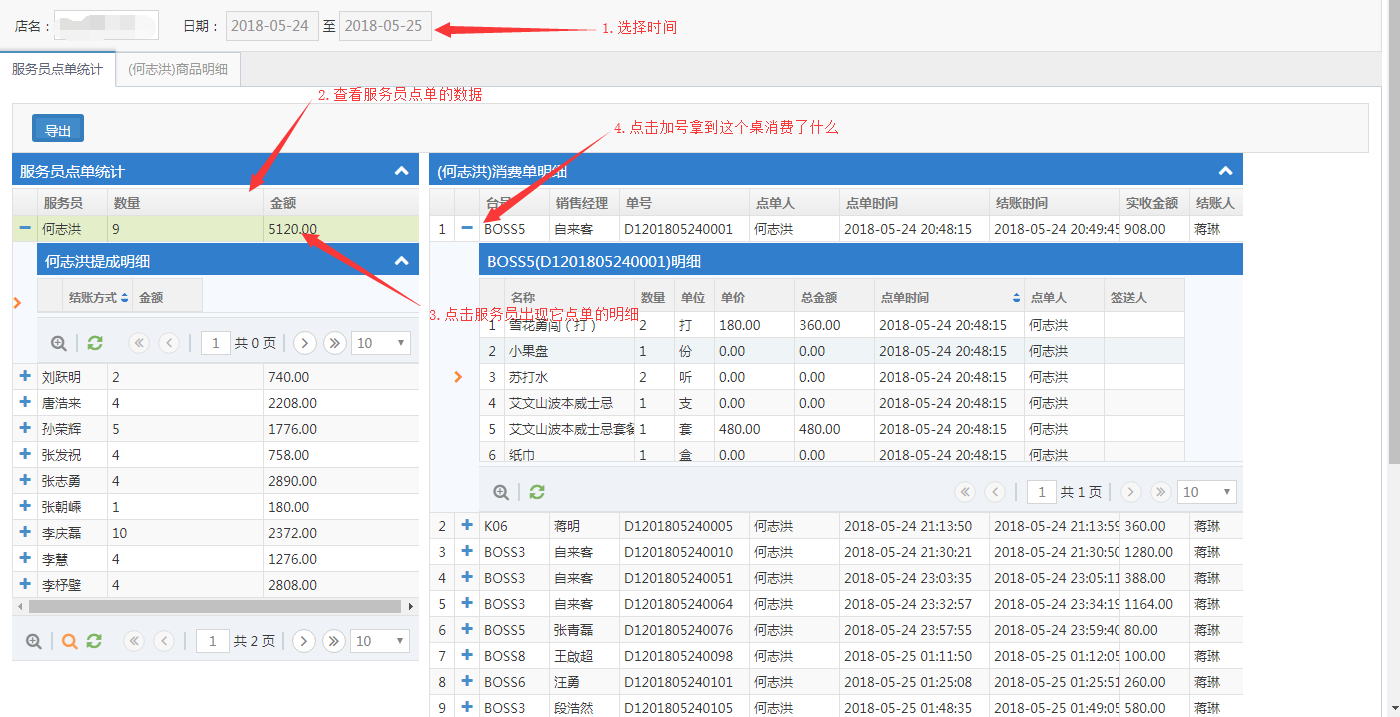 店名： 日期： 2018-05-24 至 2018-05-25 1. 选择时间
服务员点单统计 (何志洪)商品明细
2. 查看服务员点单的数据
导出 4. 点击加号拿到这个桌消费了什么
服务员点单统计
服务员 数量 金额
何志洪 9 5120.00
何志洪提成明细
结账方式 金额
3. 点击服务员出现它点单的明细
1 共 0 页 10
刘跃明 2 740.00
唐浩来 4 2208.00
孙荣辉 5 1776.00
张发祝 4 758.00
张志勇 4 2890.00
张朝嵊 1 180.00
李庆磊 10 2372.00
李慧 4 1276.00
李杍壁 4 2808.00
1 共 2 页 10
(何志洪)消费单明细
台号 销售经理 单号 点单人 点单时间 结账时间 实收金额 结账人
1 BOSS5 自来客 D1201805240001 何志洪 2018-05-24 20:48:15 2018-05-24 20:49:45 908.00 蒋琳
BOSS5(D1201805240001)明细
名称 数量 单位 单价 总金额 点单时间 点单人 签送人
1 雪花勇闯（打） 2 打 180.00 360.00 2018-05-24 20:48:15 何志洪
2 小果盘 1 份 0.00 0.00 2018-05-24 20:48:15 何志洪
3 苏打水 2 听 0.00 0.00 2018-05-24 20:48:15 何志洪
4 艾文山波本威士忌 1 支 0.00 0.00 2018-05-24 20:48:15 何志洪
5 艾文山波本威士忌套餐 1 套 480.00 480.00 2018-05-24 20:48:15 何志洪
6 纸巾 1 盒 0.00 0.00 2018-05-24 20:48:15 何志洪
1 共 1 页 10
2 K06 蒋明 D1201805240005 何志洪 2018-05-24 21:13:50 2018-05-24 21:13:59 360.00 蒋琳
3 BOSS3 自来客 D1201805240010 何志洪 2018-05-24 21:30:21 2018-05-24 21:30:50 1280.00 蒋琳
4 BOSS3 自来客 D1201805240051 何志洪 2018-05-24 23:03:35 2018-05-24 23:05:11 388.00 蒋琳
5 BOSS3 自来客 D1201805240064 何志洪 2018-05-24 23:32:57 2018-05-24 23:34:19 1164.00 蒋琳
6 BOSS5 张青磊 D1201805240076 何志洪 2018-05-24 23:57:55 2018-05-24 23:59:40 80.00 蒋琳
7 BOSS8 王啟超 D1201805240098 何志洪 2018-05-25 01:11:50 2018-05-25 01:12:05 100.00 蒋琳
8 BOSS6 汪勇 D1201805240101 何志洪 2018-05-25 01:25:08 2018-05-25 01:25:51 260.00 蒋琳
9 BOSS3 段浩然 D1201805240105 何志洪 2018-05-25 01:48:35 2018-05-25 01:49:05 580.00 蒋琳